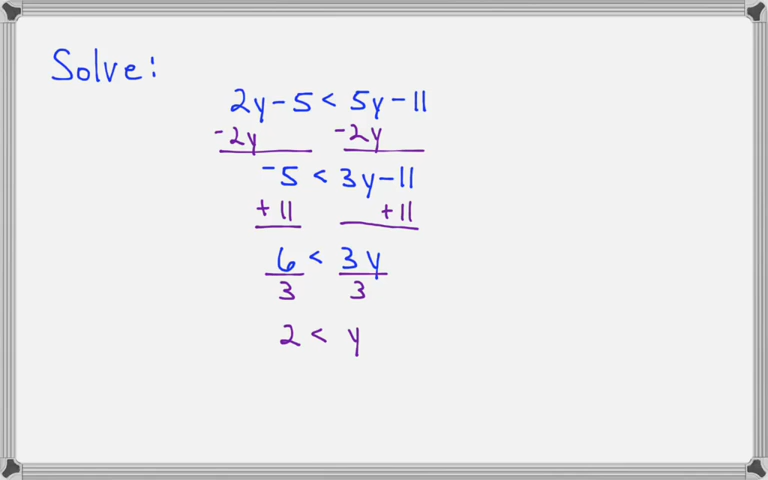 Solve:
2y - 5 < 5y - 11
-2y -2y
-5 < 3y - 11
+ 11 + 11
6 < 3y
3 3
2 < y